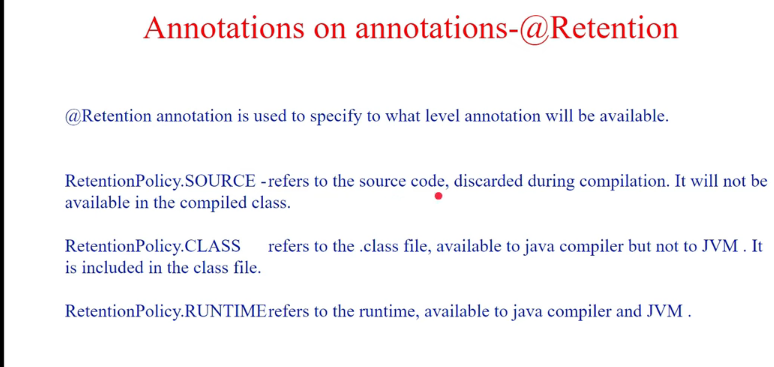 Annotations on annotations-@Retention
@Retention annotation is used to specify to what level annotation will be available.
RetentionPolicy.SOURCE -refers to the source code, discarded during compilation. It will not be
available in the compiled class.
RetentionPolicy.CLASS refers to the .class file, available to java compiler but not to JVM . It
is included in the class file.
RetentionPolicy.RUNTIME refers to the runtime, available to java compiler and JVM .